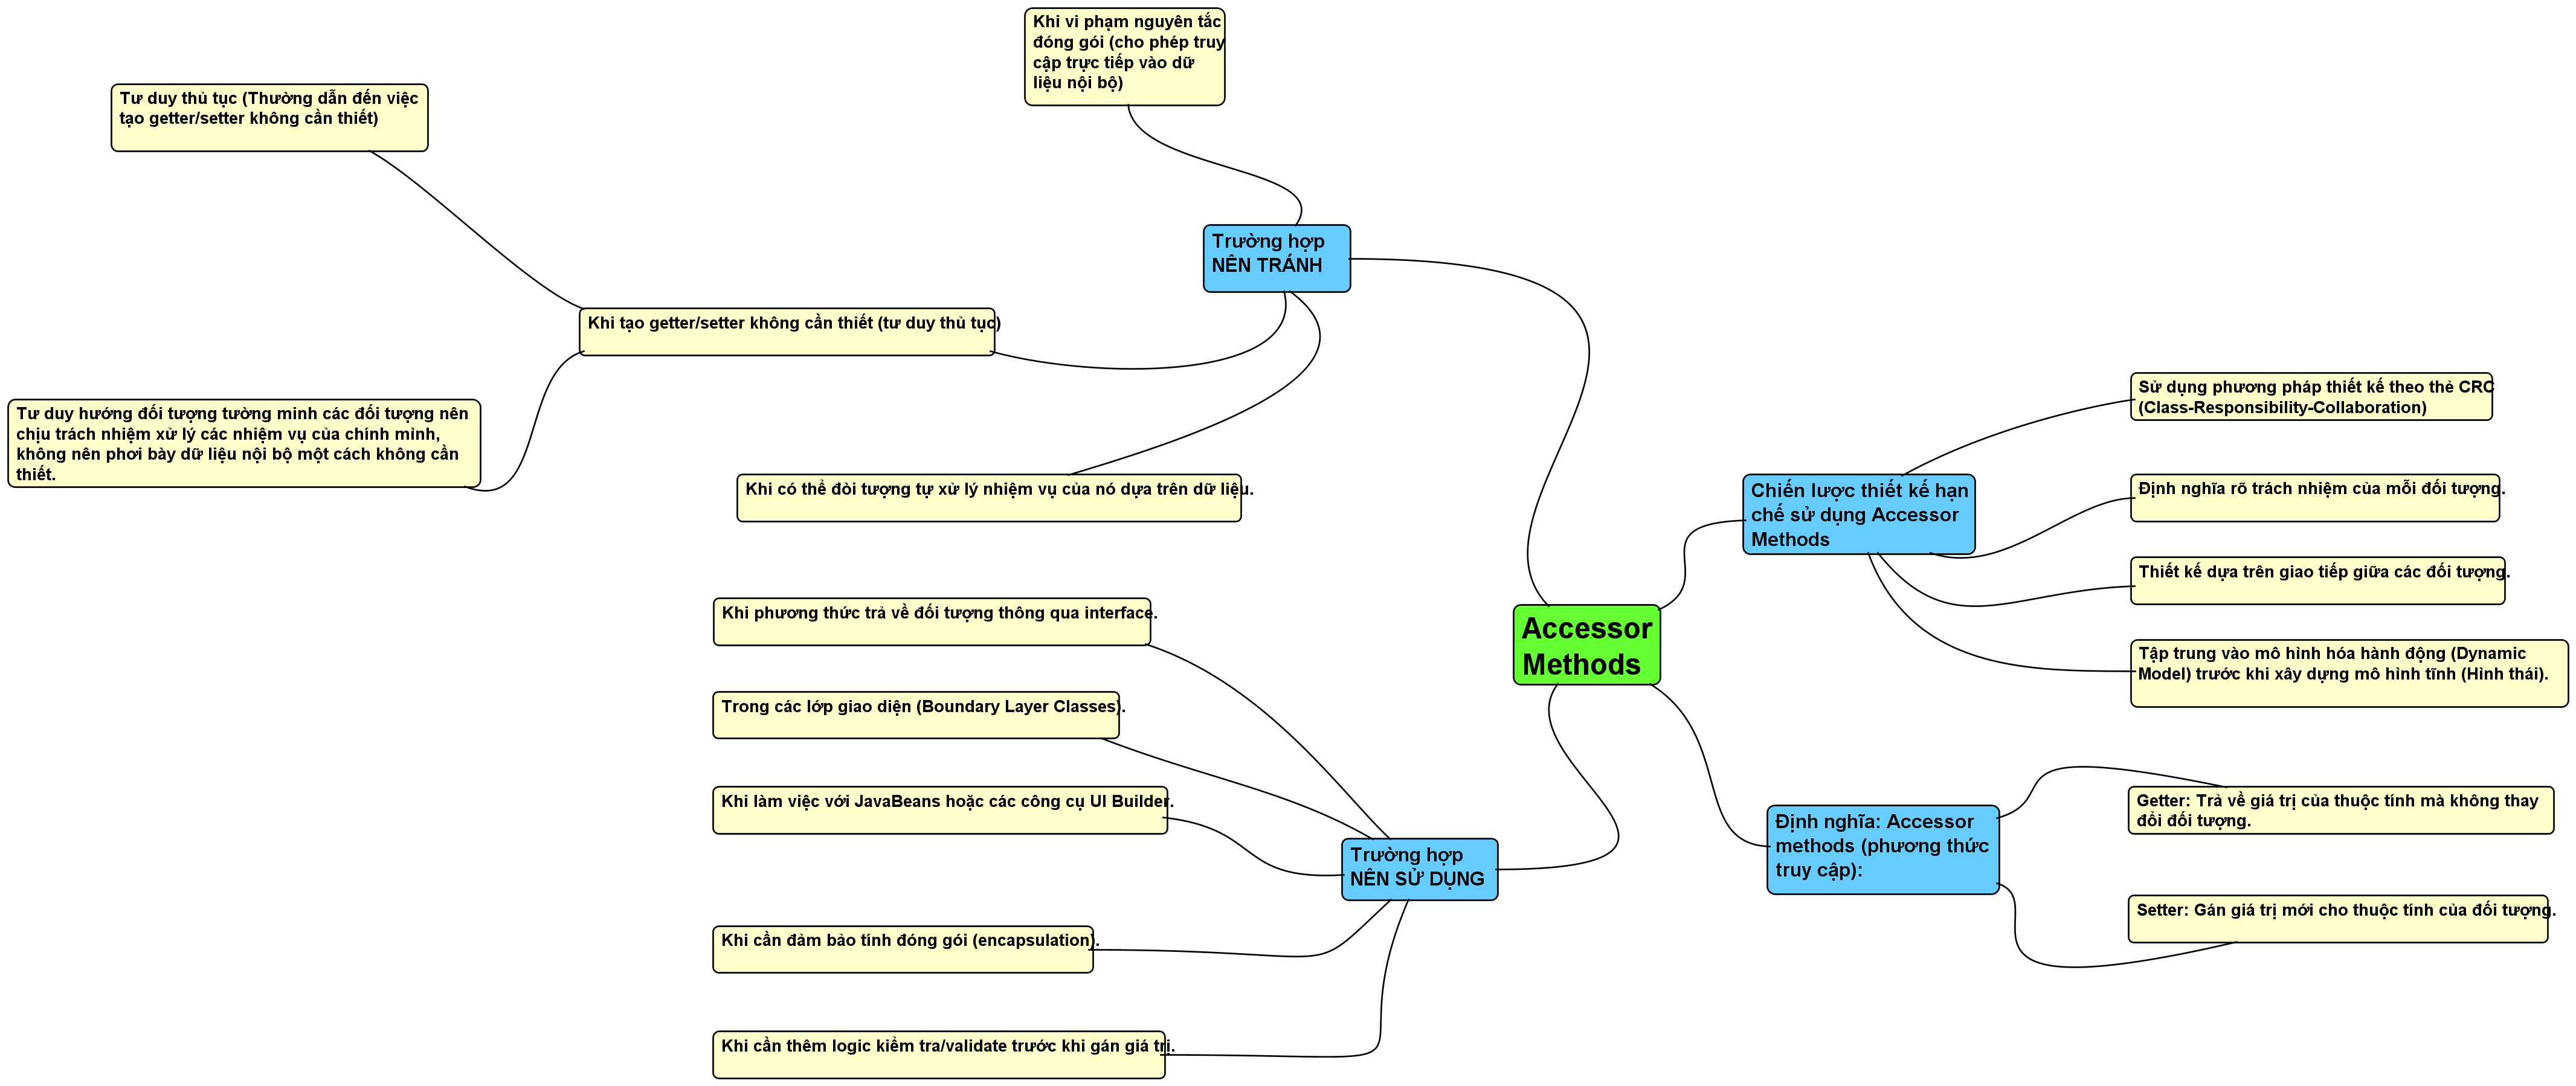 Khi vi phạm nguyên tắc
đóng gói (cho phép truy
cập trực tiếp vào dữ
liệu nội bộ)
Tư duy thủ tục (Thường dẫn đến việc
tạo getter/setter không cần thiết)
Trường hợp
NÊN TRÁNH
Khi tạo getter/setter không cần thiết (tư duy thủ tục)
Tư duy hướng đối tượng tường minh các đối tượng nên
chịu trách nhiệm xử lý các nhiệm vụ của chính mình,
không nên phơi bày dữ liệu nội bộ một cách không cần
thiết.
Khi có thể đòi tượng tự xử lý nhiệm vụ của nó dựa trên dữ liệu.
Sử dụng phương pháp thiết kế theo thẻ CRC
(Class-Responsibility-Collaboration)
Chiến lược thiết kế hạn
chế sử dụng Accessor
Methods
Định nghĩa rõ trách nhiệm của mỗi đối tượng.
Thiết kế dựa trên giao tiếp giữa các đối tượng.
Tập trung vào mô hình hóa hành động (Dynamic
Model) trước khi xây dựng mô hình tĩnh (Hình thái).
Accessor
Methods
Khi phương thức trả về đối tượng thông qua interface.
Trong các lớp giao diện (Boundary Layer Classes).
Khi làm việc với JavaBeans hoặc các công cụ UI Builder.
Trường hợp
NÊN SỬ DỤNG
Khi cần đảm bảo tính đóng gói (encapsulation).
Khi cần thêm logic kiểm tra/validate trước khi gán giá trị.
Định nghĩa: Accessor
methods (phương thức
truy cập):
Getter: Trả về giá trị của thuộc tính mà không thay
đổi đối tượng.
Setter: Gán giá trị mới cho thuộc tính của đối tượng.